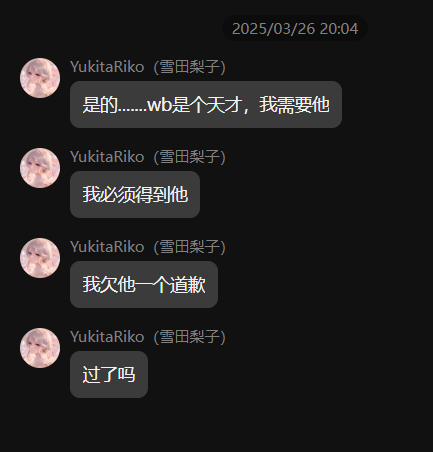 2025/03/26 20:04
YukitaRiko（雪田梨子）
是的.......wb是个天才，我需要他
YukitaRiko（雪田梨子）
我必须得到他
YukitaRiko（雪田梨子）
我欠他一个道歉
YukitaRiko（雪田梨子）
过了吗